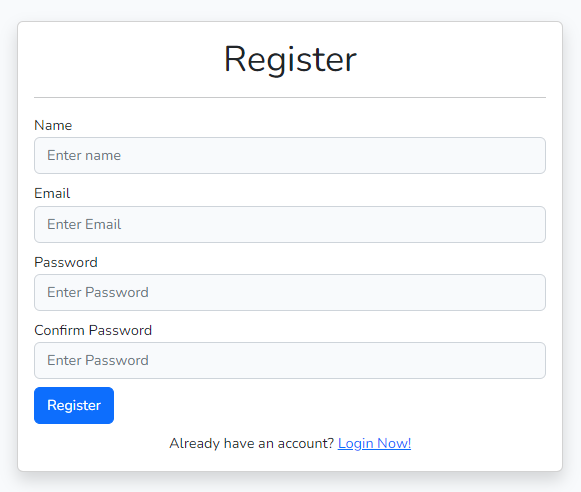 Register
Name
Enter name
Email
Enter Email
Password
Enter Password
Confirm Password
Enter Password
Register
Already have an account? Login Now!